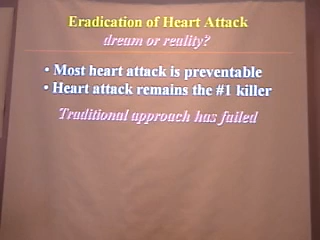 Eradication of Heart Attack
dream or reality?
• Most heart attack is preventable
• Heart attack remains the #1 killer
Traditional approach has failed